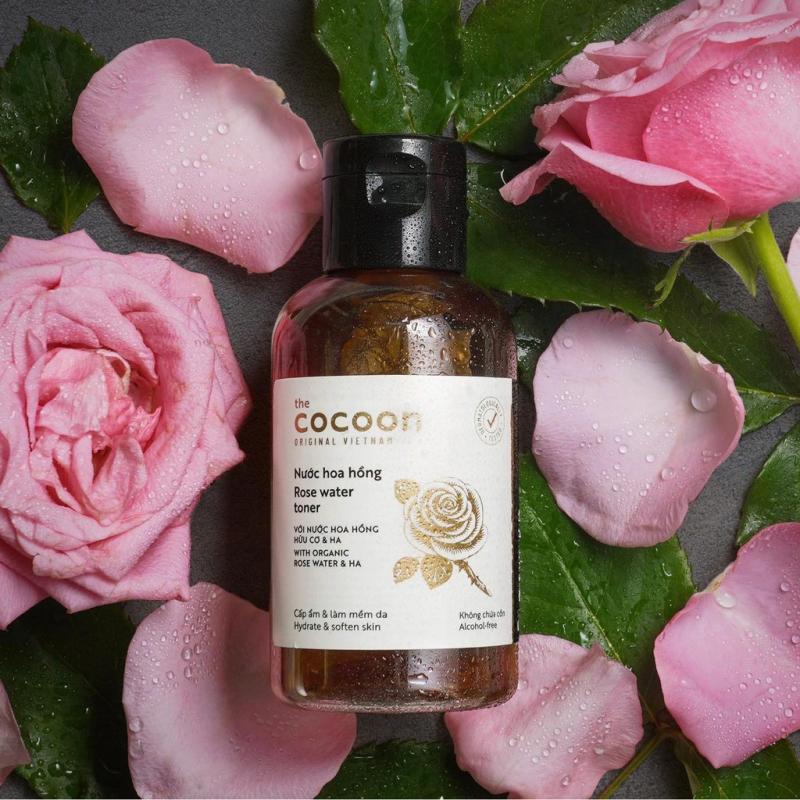 the
cocoon
ORIGINAL VIETNAM
Nước hoa hồng
Rose water
toner
VỚI NƯỚC HOA HỒNG
HỮU CƠ & HA
WITH ORGANIC
ROSE WATER & HA
Cấp ẩm & làm mềm da
Hydrate & soften skin
Không chứa cồn
Alcohol-free